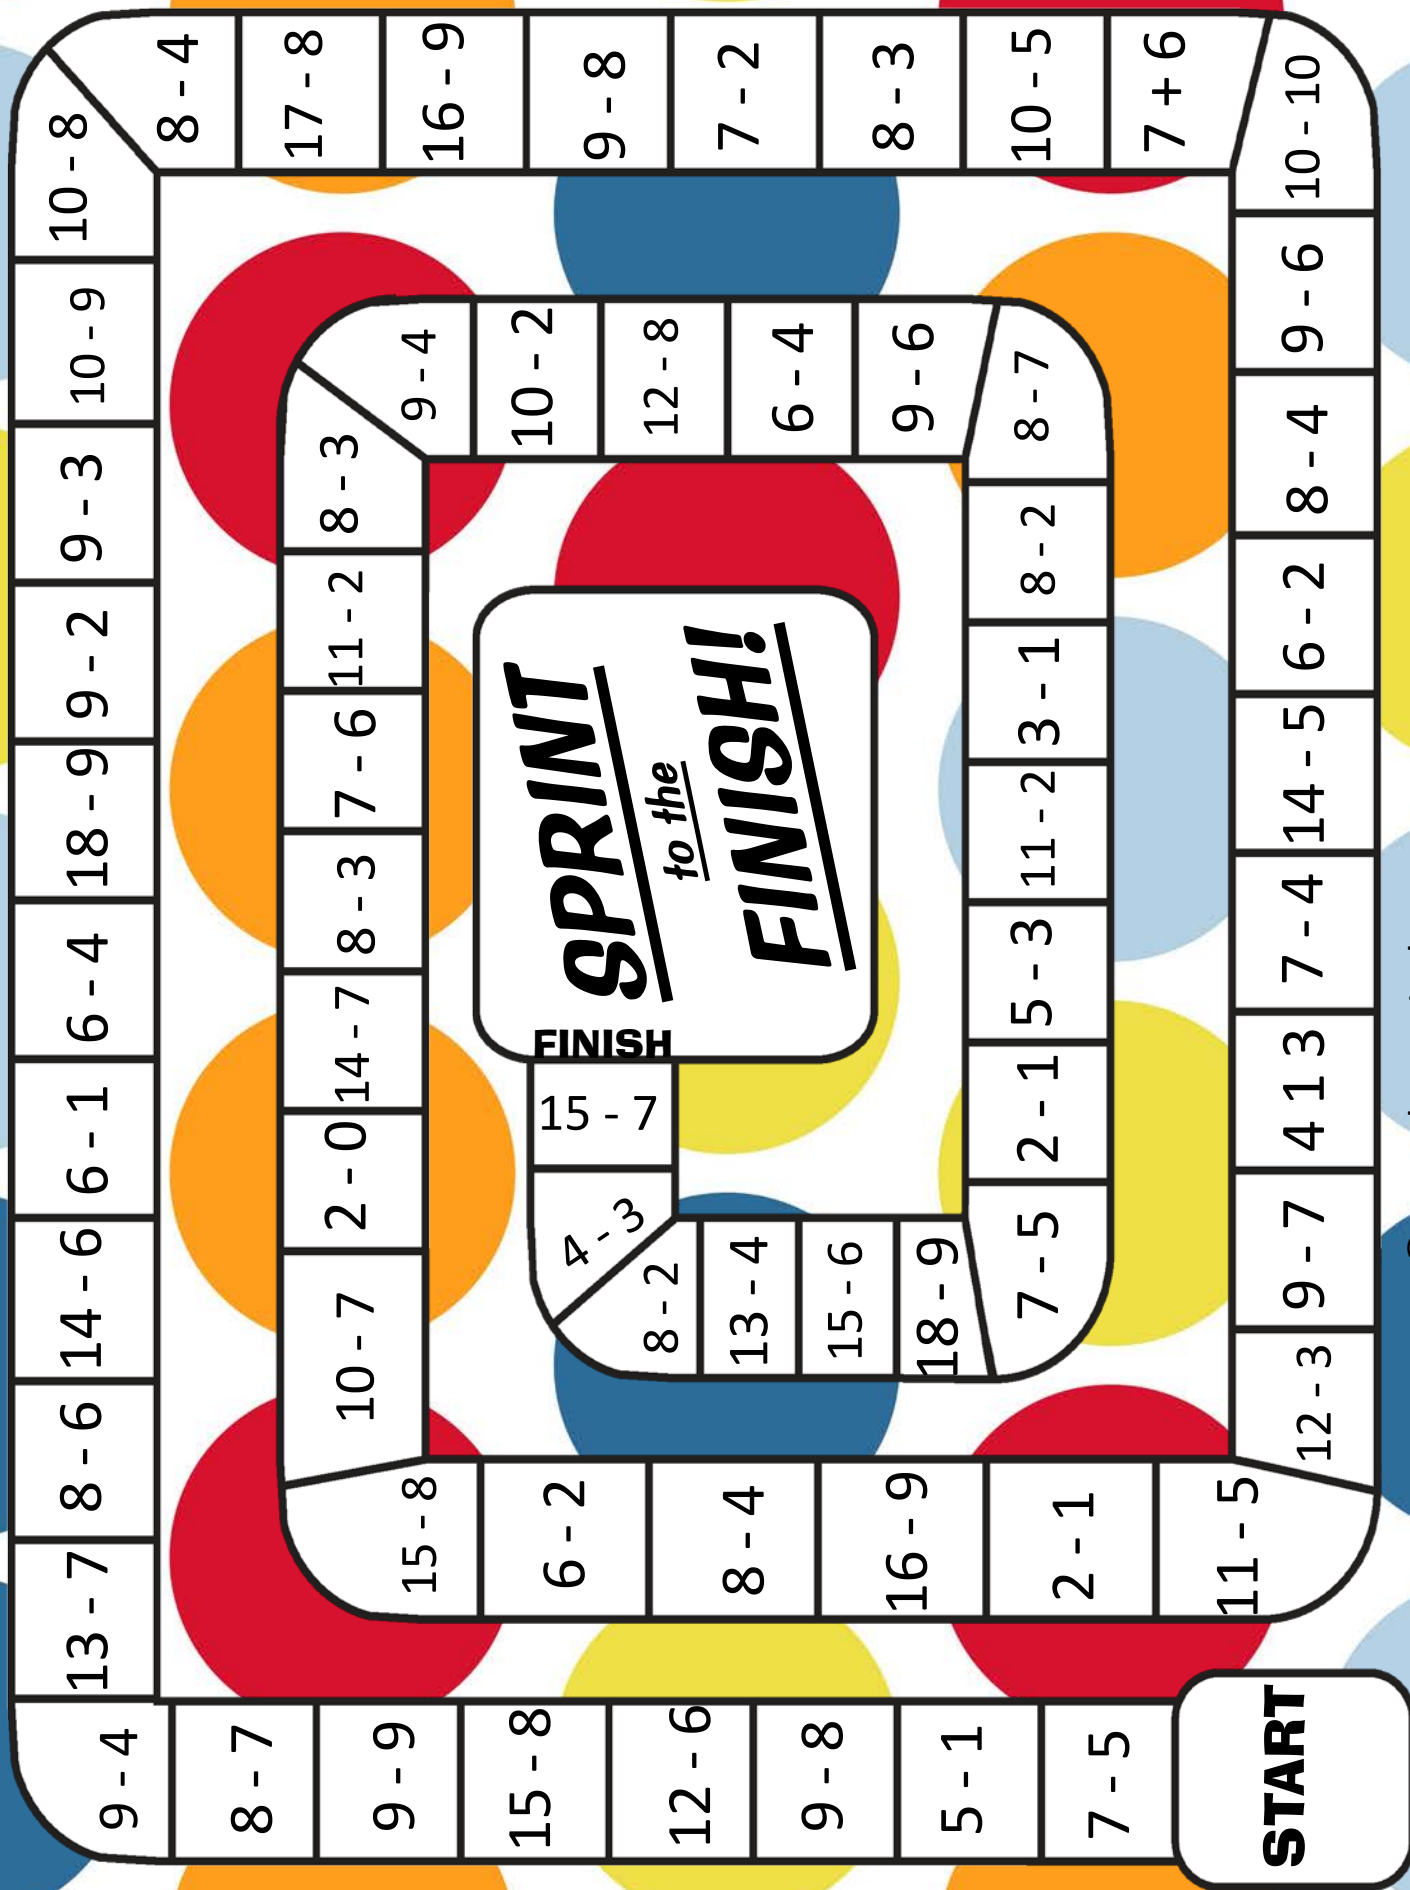 START
7 - 5
5 - 1
9 - 8
12 - 6
15 - 8
9 - 9
8 - 7
9 - 4
13 - 7
8 - 6
14 - 6
6 - 1
6 - 4
18 - 9
9 - 2
9 - 3
10 - 9
10 - 8
8 - 4
17 - 8
16 - 9
9 - 8
7 - 2
8 - 3
10 - 5
7 + 6
10 - 10
9 - 6
8 - 4
6 - 2
14 - 5
7 - 4
4 1 3
9 - 7
12 - 3
11 - 5
2 - 1
16 - 9
8 - 4
6 - 2
15 - 8
10 - 7
2 - 0
14 - 7
8 - 3
7 - 6
11 - 2
8 - 3
9 - 4
10 - 2
12 - 8
6 - 4
9 - 6
8 - 7
8 - 2
3 - 1
11 - 2
5 - 3
2 - 1
7 - 5
18 - 9
15 - 6
13 - 4
8 - 2
4 - 3
15 - 7
FINISH
SPRINT
to the
FINISH!